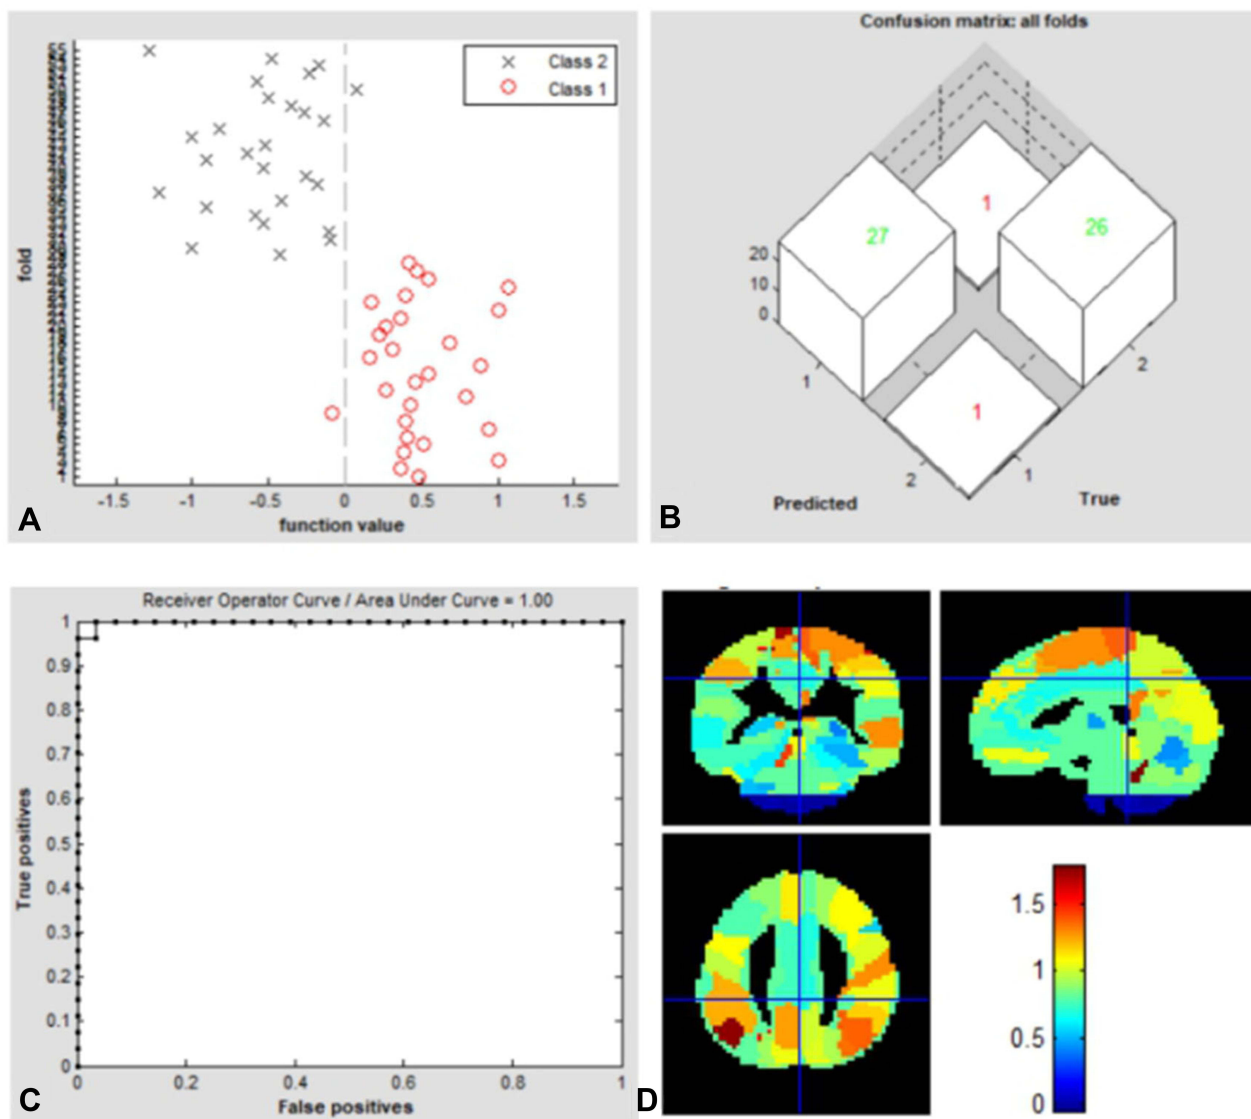 Class 2
Class 1
fold
-1.5 -1 -0.5 0 0.5 1 1.5
function value
A
Confusion matrix: all folds
1
27
26
20
10
0
1
2
1
2
1
Predicted
True
B
Receiver Operator Curve / Area Under Curve = 1.00
1
0.9
0.8
0.7
0.6
0.5
0.4
0.3
0.2
0.1
0
True positives
0 0.2 0.4 0.6 0.8 1
False positives
C
1.5
1
0.5
0
D